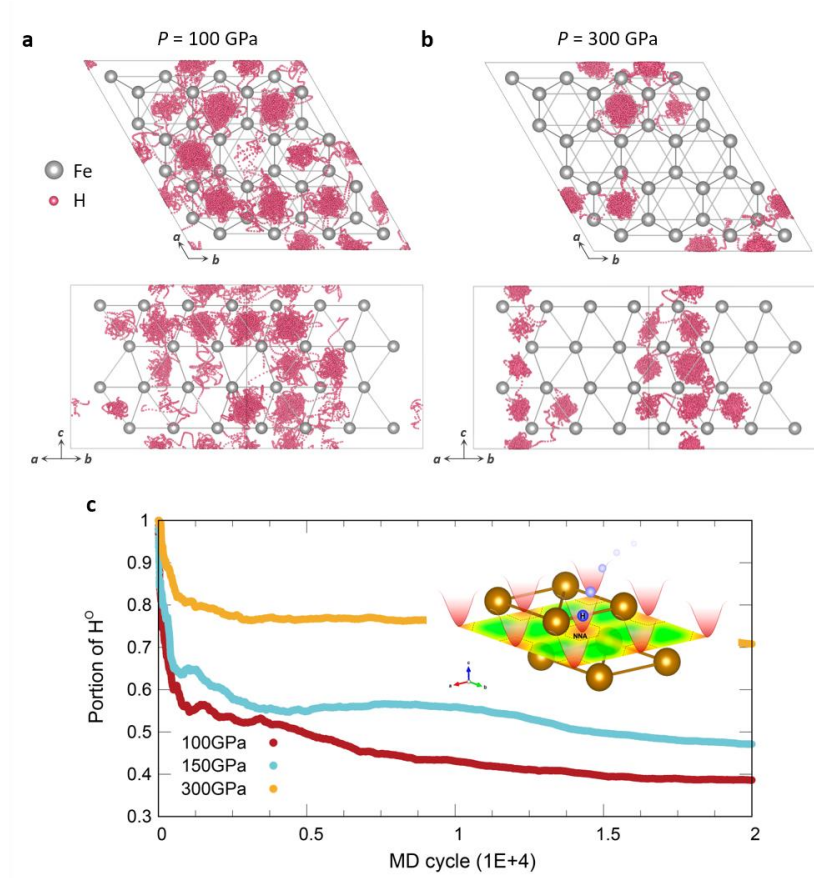 a
P = 100 GPa
b
P = 300 GPa
Fe
H
a
b
a
b
c
a
b
c
a
b
c
1
0.9
0.8
0.7
0.6
0.5
0.4
0.3
Portion of H^O
100GPa
150GPa
300GPa
H
NNA
0
0.5
1
1.5
2
MD cycle (1E+4)